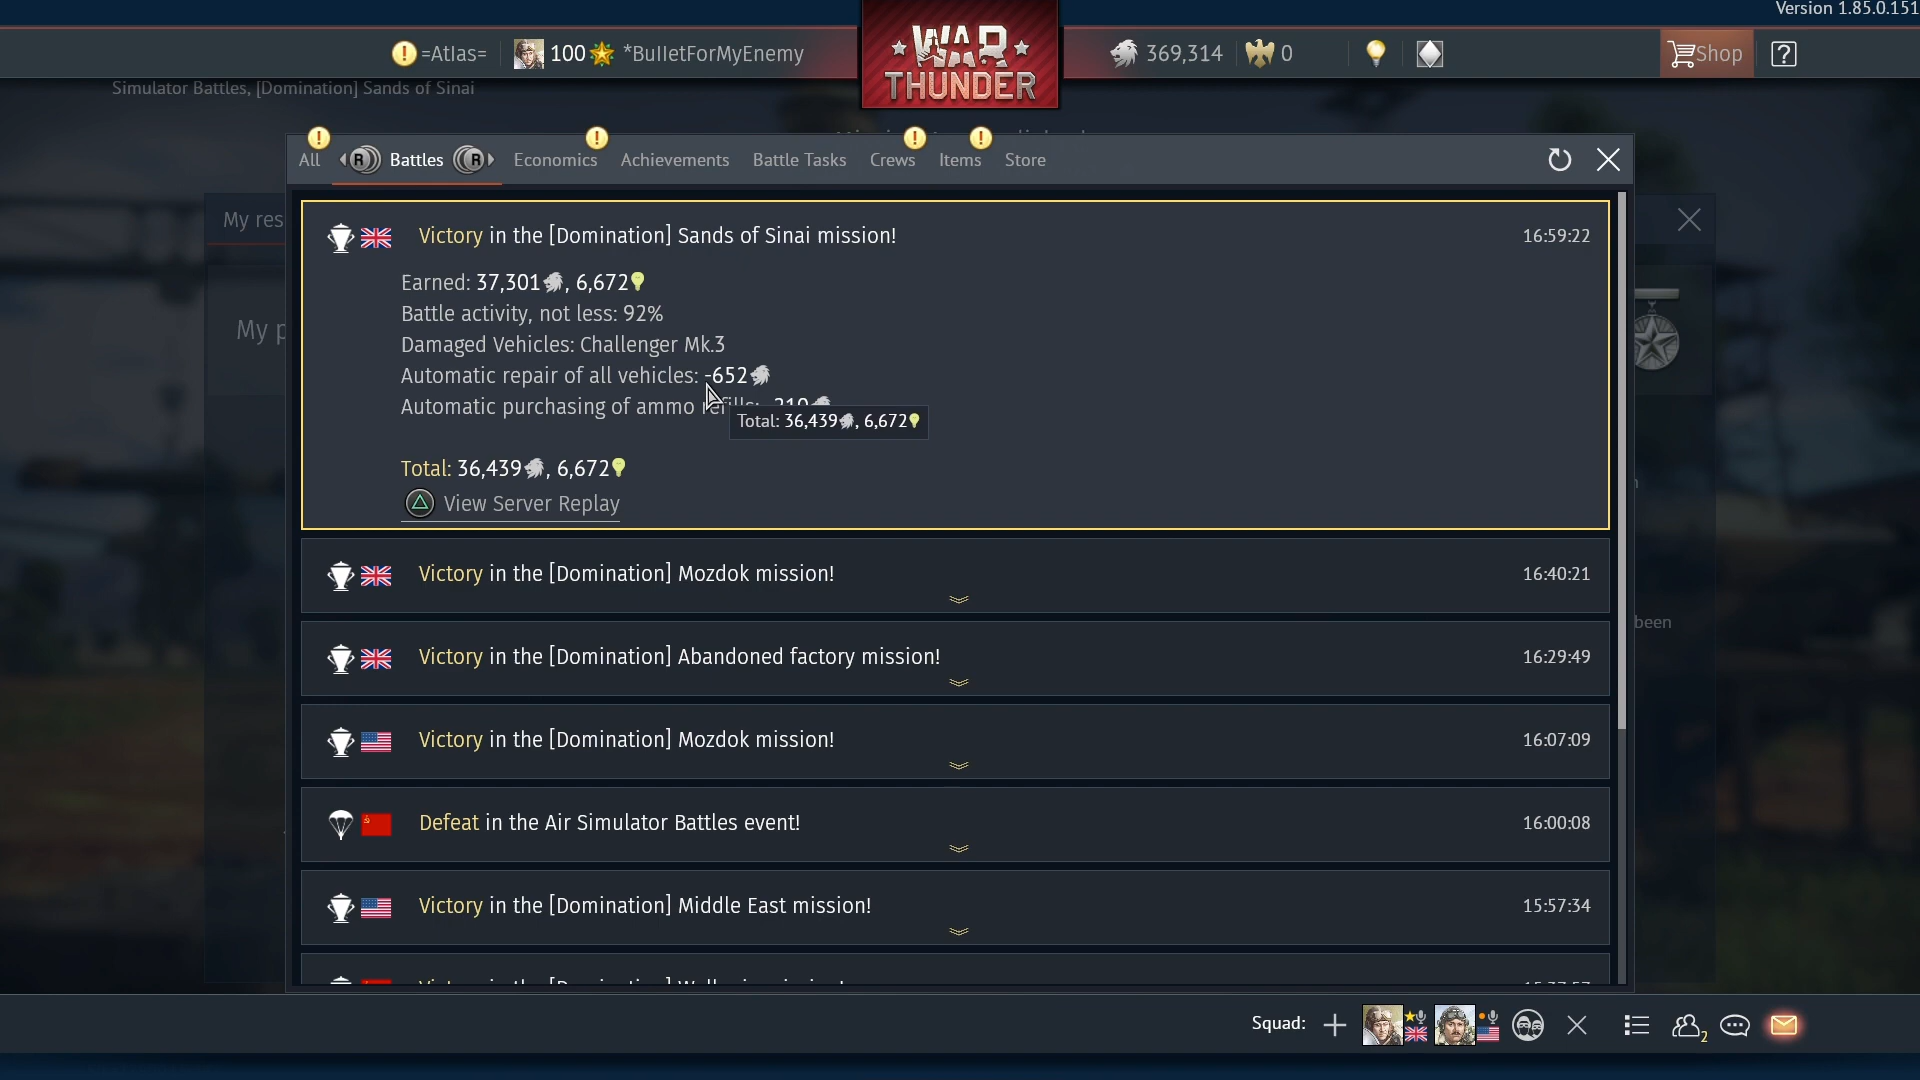 Version 1.85.0.151
=Atlas=
100 *BulletForMyEnemy
WAR
THUNDER
369,314
0
Shop
?
Simulator Battles, [Domination] Sands of Sinai
All
R
Battles
R
Economics
Achievements
Battle Tasks
Crews
Items
Store
My res
My p
Victory in the [Domination] Sands of Sinai mission!
16:59:22
Earned: 37,301, 6,672
Battle activity, not less: 92%
Damaged Vehicles: Challenger Mk.3
Automatic repair of all vehicles: -652
Automatic purchasing of ammo refills: -210
Total: 36,439, 6,672
Total: 36,439, 6,672
View Server Replay
Victory in the [Domination] Mozdok mission!
16:40:21
Victory in the [Domination] Abandoned factory mission!
16:29:49
been
Victory in the [Domination] Mozdok mission!
16:07:09
Defeat in the Air Simulator Battles event!
16:00:08
Victory in the [Domination] Middle East mission!
15:57:34
Squad:
2